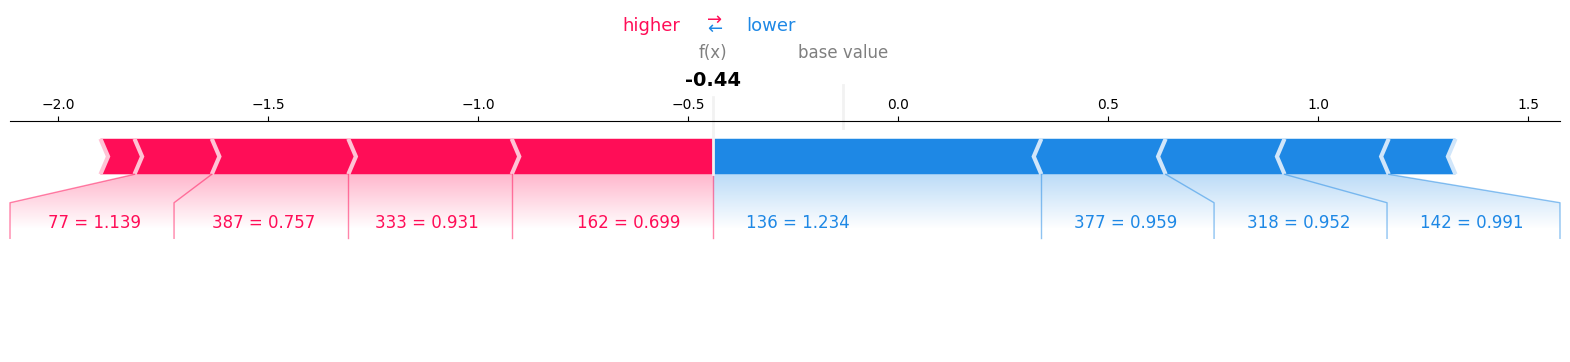 higher ⇄ lower
f(x) base value
-0.44
−2.0 −1.5 −1.0 −0.5 0.0 0.5 1.0 1.5
77 = 1.139 387 = 0.757 333 = 0.931 162 = 0.699 136 = 1.234 377 = 0.959 318 = 0.952 142 = 0.991